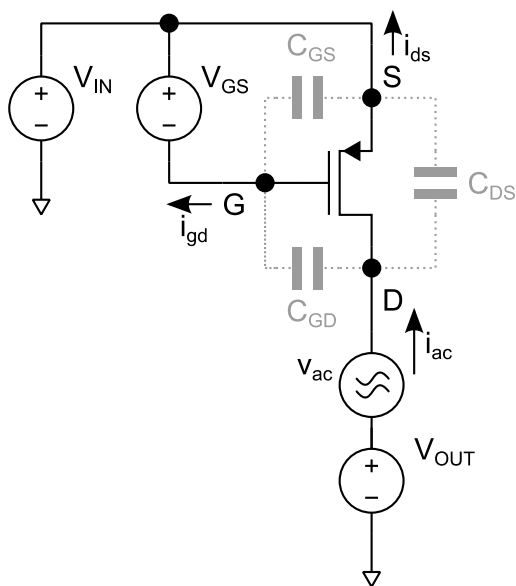 C_GS
i_ds
S
V_IN
V_GS
+
−
+
−
G
C_DS
i_gd
C_GD
D
i_ac
v_ac
V_OUT
+
−